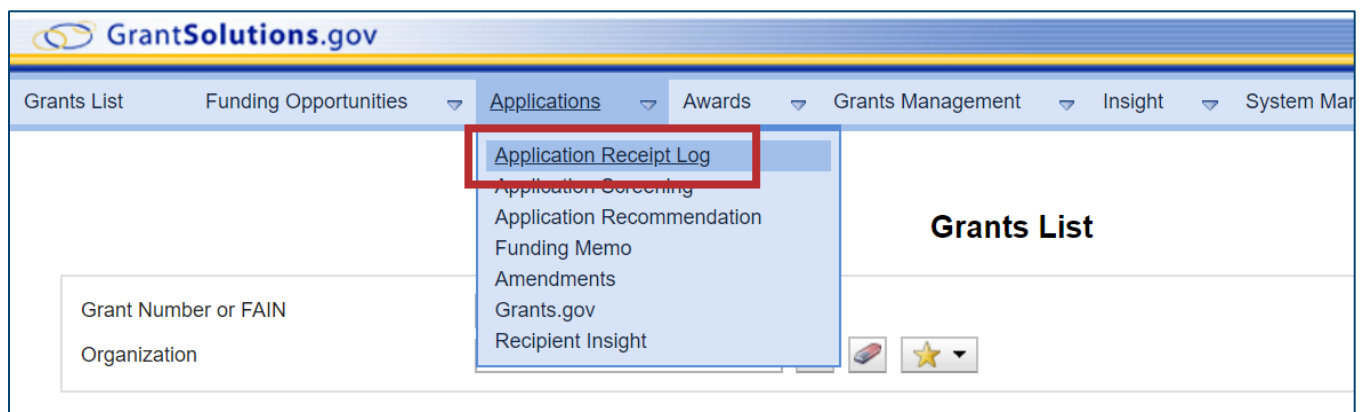 GrantSolutions.gov
Grants List Funding Opportunities Applications Awards Grants Management Insight System Mar
Application Receipt Log
Application Screening
Application Recommendation
Funding Memo
Amendments
Grants.gov
Recipient Insight
Grants List
Grant Number or FAIN
Organization